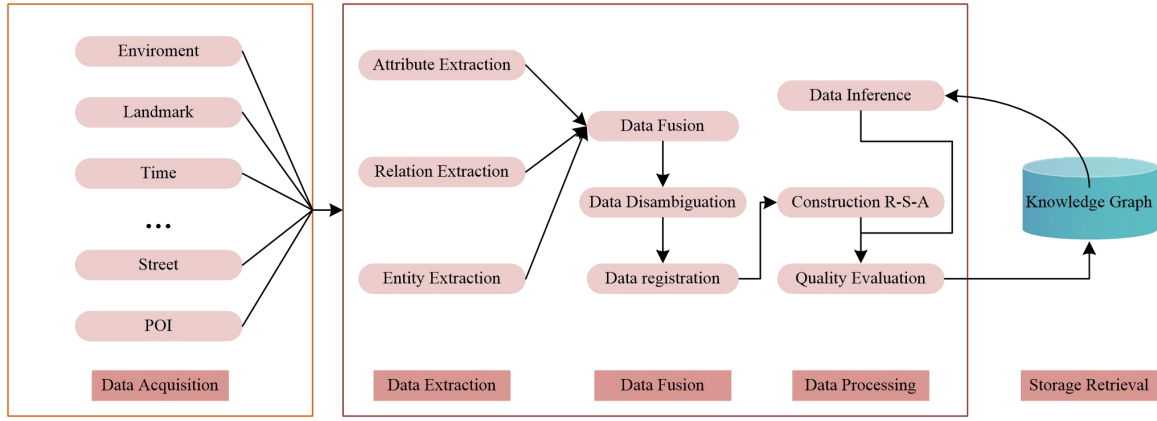 Enviroment
Landmark
Time
...
Street
POI
Data Acquisition
Attribute Extraction
Relation Extraction
Entity Extraction
Data Extraction
Data Fusion
Data Disambiguation
Data registration
Data Fusion
Data Inference
Construction R-S-A
Quality Evaluation
Data Processing
Knowledge Graph
Storage Retrieval